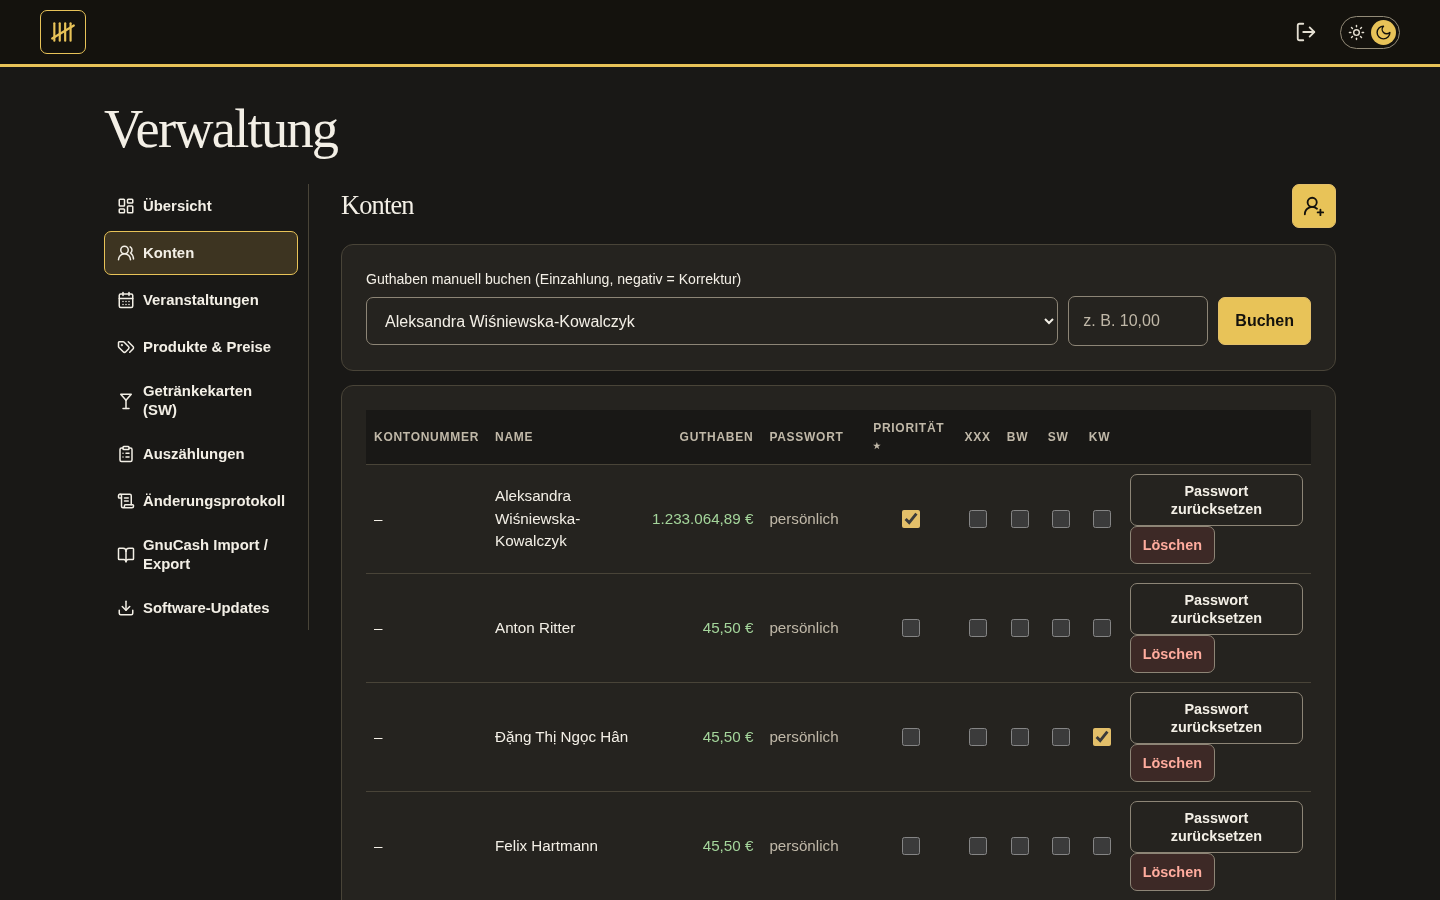 Verwaltung
Übersicht
Konten
Veranstaltungen
Produkte & Preise
Getränkekarten
(SW)
Auszählungen
Änderungsprotokoll
GnuCash Import /
Export
Software-Updates
Konten
Guthaben manuell buchen (Einzahlung, negativ = Korrektur)
Aleksandra Wiśniewska-Kowalczyk z. B. 10,00 Buchen
KONTONUMMER NAME GUTHABEN PASSWORT PRIORITÄT ★ XXX BW SW KW
– Aleksandra Wiśniewska-Kowalczyk 1.233.064,89 € persönlich
Passwort
zurücksetzen
Löschen
– Anton Ritter 45,50 € persönlich
Passwort
zurücksetzen
Löschen
– Đặng Thị Ngọc Hân 45,50 € persönlich
Passwort
zurücksetzen
Löschen
– Felix Hartmann 45,50 € persönlich
Passwort
zurücksetzen
Löschen